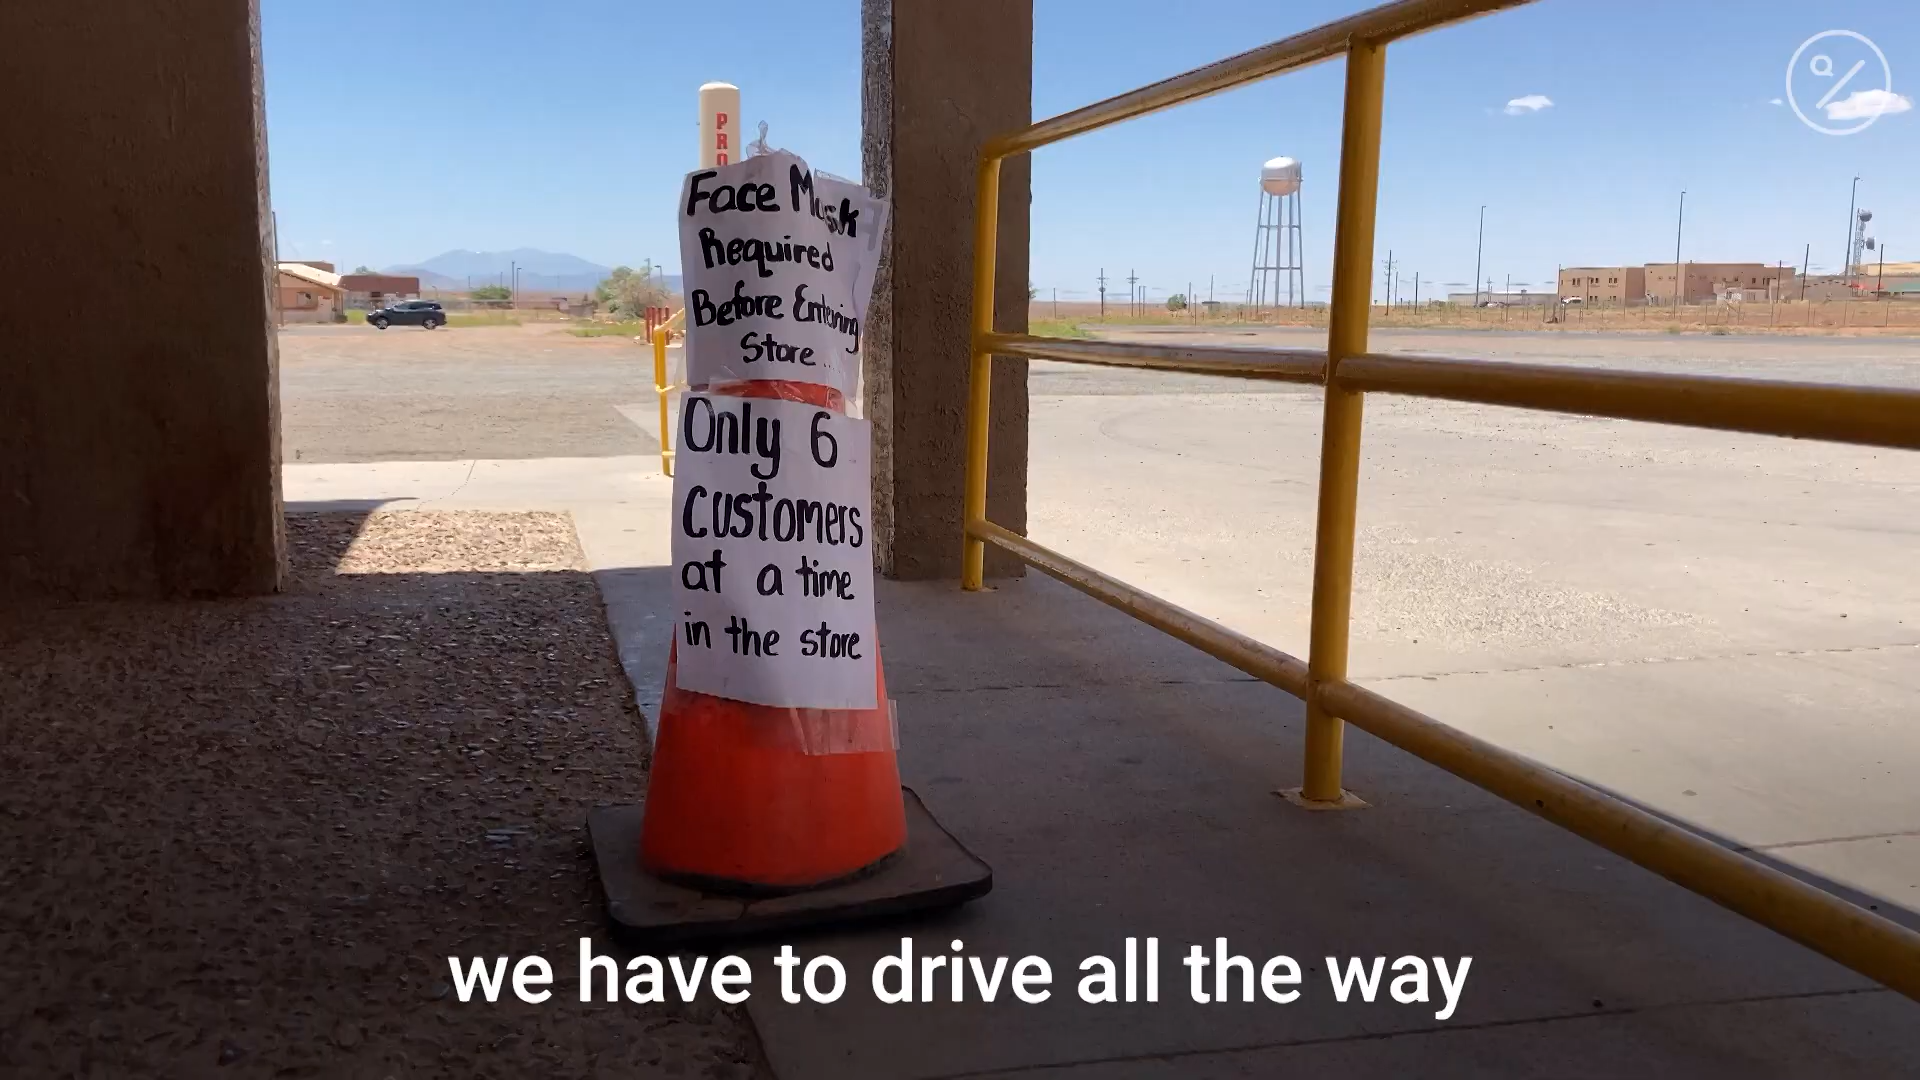 PRO
Face Mask
Required
Before Entering
Store...
Only 6
Customers
at a time
in the store
we have to drive all the way